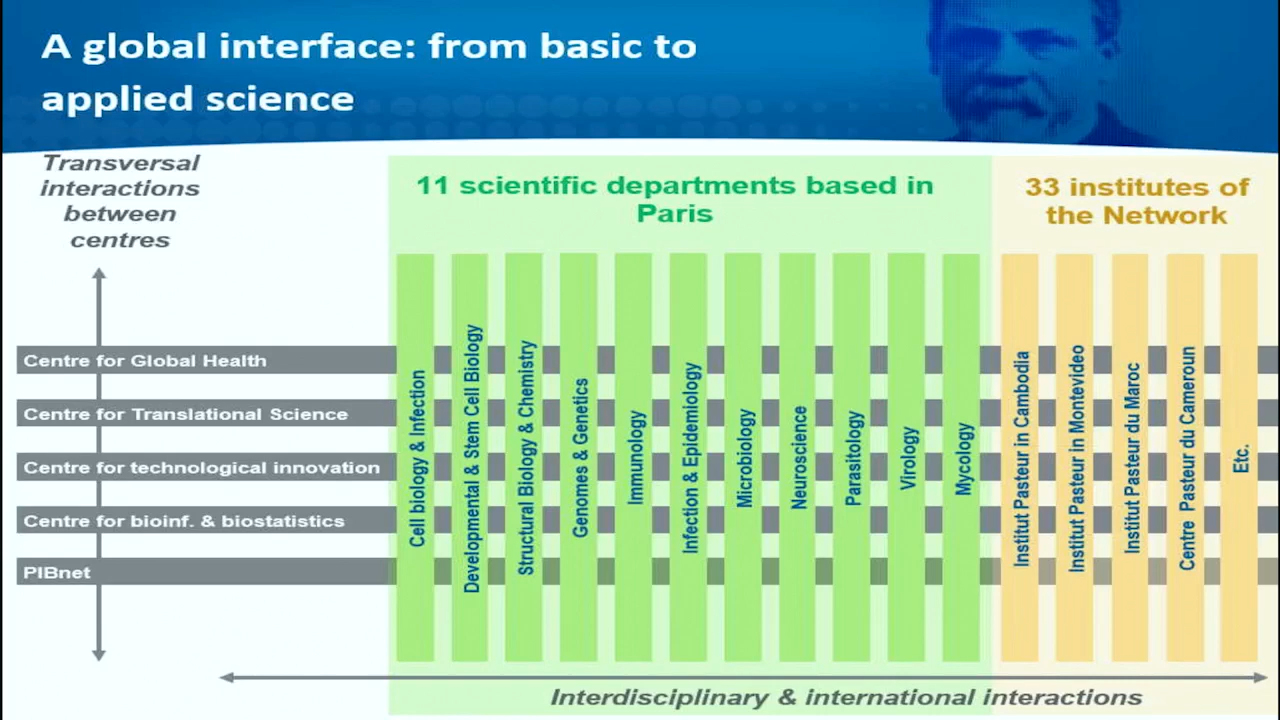 A global interface: from basic to
applied science
Transversal
interactions
between
centres
11 scientific departments based in
Paris
33 institutes of
the Network
Centre for Global Health
Centre for Translational Science
Centre for technological innovation
Centre for bioinf. & biostatistics
PIBnet
Cell biology & Infection
Developmental & Stem Cell Biology
Structural Biology & Chemistry
Genomes & Genetics
Immunology
Infection & Epidemiology
Microbiology
Neuroscience
Parasitology
Virology
Mycology
Institut Pasteur in Cambodia
Institut Pasteur in Montevideo
Institut Pasteur du Maroc
Centre Pasteur du Cameroun
Etc.
Interdisciplinary & international interactions